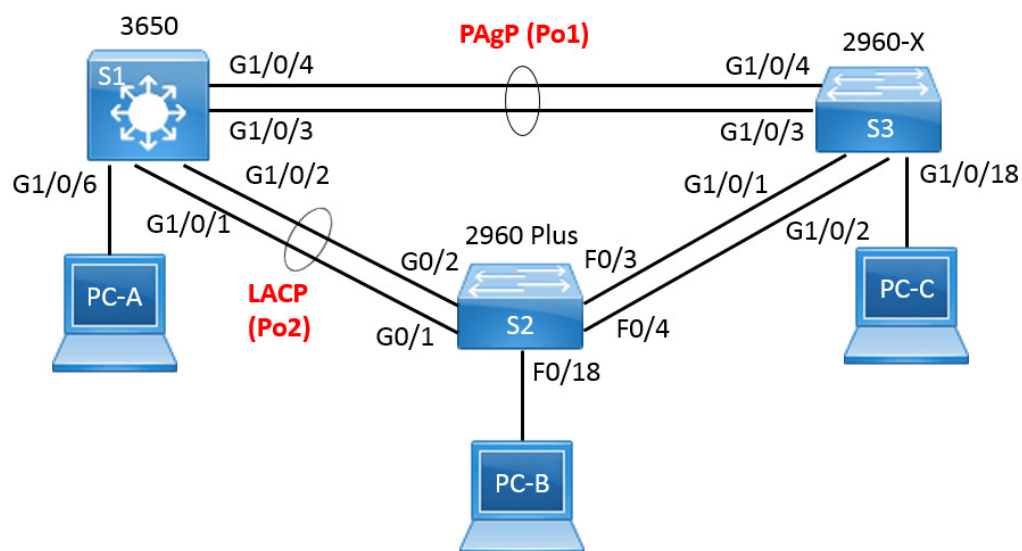 3650
PAgP (Po1)
2960-X
S1
G1/0/4
G1/0/4
G1/0/3
G1/0/3
S3
G1/0/6
G1/0/2
G1/0/1
G1/0/18
G1/0/1
2960 Plus
G1/0/2
G0/2
F0/3
PC-A
LACP
(Po2)
G0/1
S2
F0/4
PC-C
F0/18
PC-B